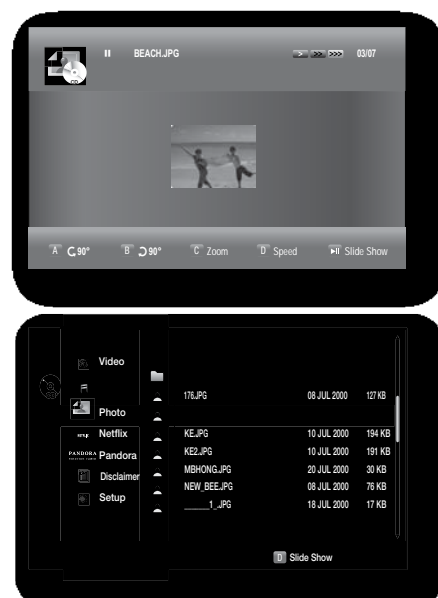 BEACH.JPG > >> >>> 03/07
CD
A 90° B 90° C Zoom D Speed Slide Show
Video
176.JPG 08 JUL 2000 127 KB
Photo
Netflix KE.JPG 10 JUL 2000 194 KB
PANDORA Pandora KE2.JPG 10 JUL 2000 191 KB
MBHONG.JPG 20 JUL 2000 30 KB
Disclaimer NEW_BEE.JPG 08 JUL 2000 76 KB
Setup ______1_.JPG 18 JUL 2000 17 KB
D Slide Show